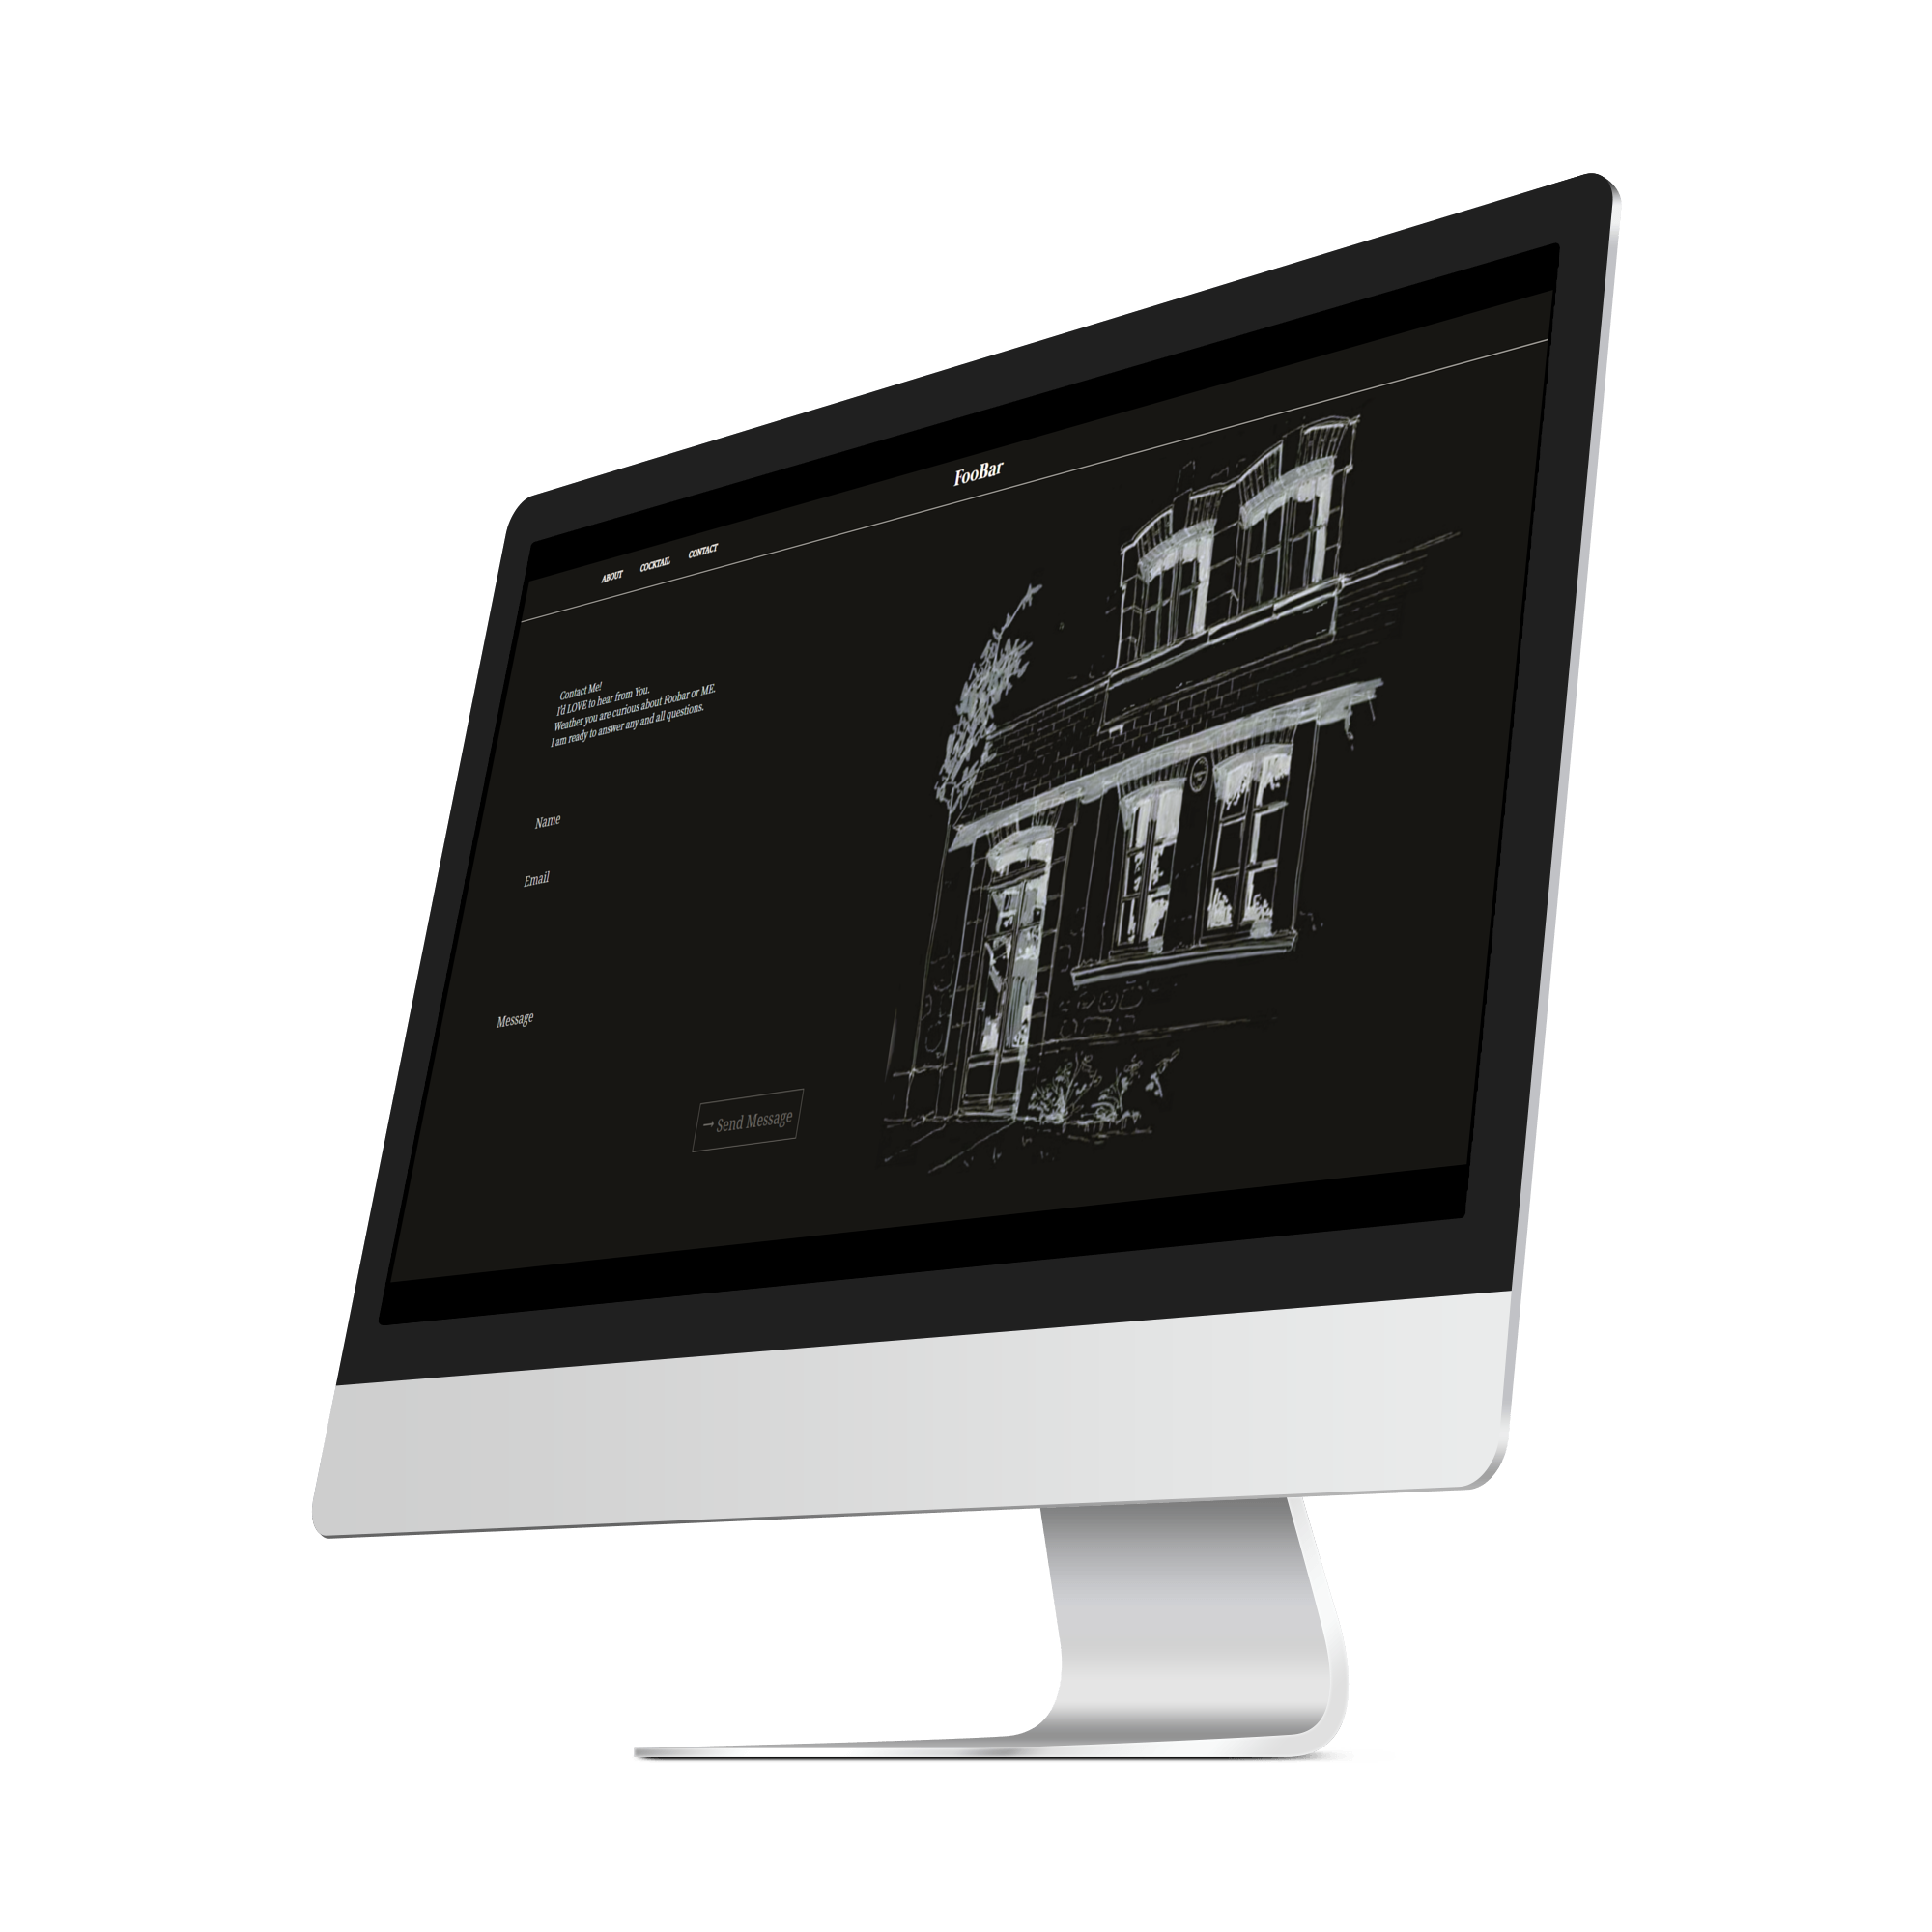 FooBar
ABOUT COCKTAIL CONTACT
Contact Me!
I'd LOVE to hear from You.
Weather you are curious about Foobar or ME.
I am ready to answer any and all questions.
Name
Email
Message
→ Send Message